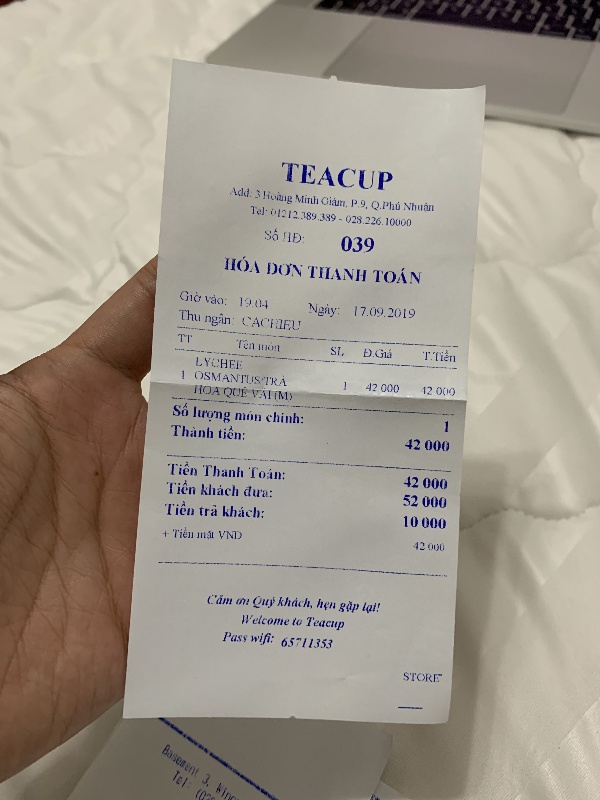 TEACUP
Add: 3 Hoàng Minh Giám, P.9, Q.Phú Nhuận
Tel: 01212.389.389 - 028.226.10000
Số HĐ: 039
HÓA ĐƠN THANH TOÁN
Giờ vào: 19.04 Ngày: 17.09.2019
Thu ngân: CACHIEU
TT Tên món SL Đ.Giá T.Tiền
LYCHEE
1 OSMANTUS/TRÀ 1 42 000 42 000
HOA QUẾ VẢI (M)
Số lượng món chính: 1
Thành tiền: 42 000
Tiền Thanh Toán: 42 000
Tiền khách đưa: 52 000
Tiền trả khách: 10 000
+ Tiền mặt VND 42 000
Cảm ơn Quý khách, hẹn gặp lại!
Welcome to Teacup
Pass wifi: 65711353
STORE
Basement 3,
Tel: